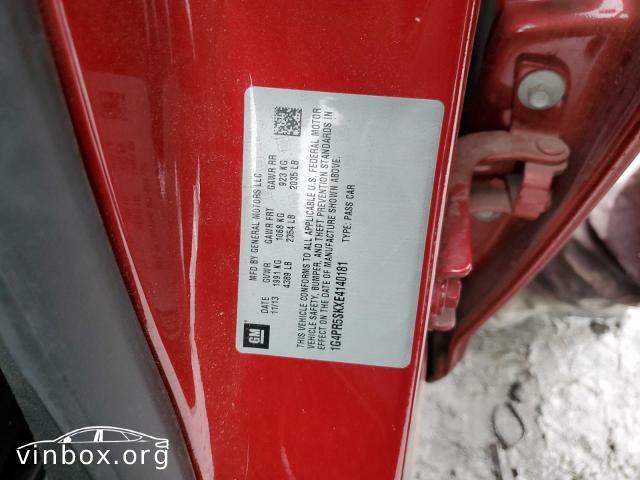 GM
MFD BY GENERAL MOTORS LLC
DATE GVWR GAWR FRT GAWR RR
11/13 1991 KG 1068 KG 923 KG
4389 LB 2354 LB 2035 LB
THIS VEHICLE CONFORMS TO ALL APPLICABLE U.S. FEDERAL MOTOR
VEHICLE SAFETY, BUMPER, AND THEFT PREVENTION STANDARDS IN
EFFECT ON THE DATE OF MANUFACTURE SHOWN ABOVE.
1G4PR5SKXE4140181 TYPE: PASS CAR
vinbox.org